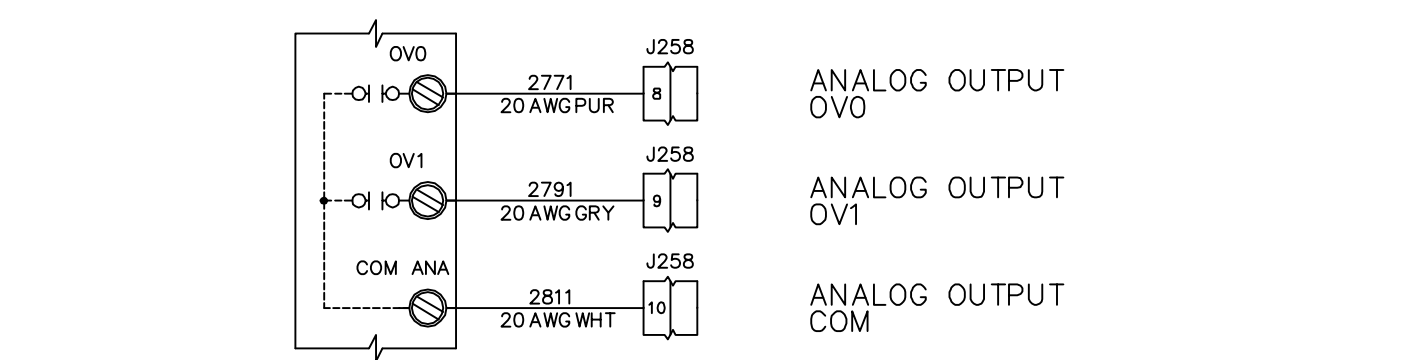 OV0
J258
2771
20 AWG PUR
8
ANALOG OUTPUT
OV0
OV1
J258
2791
20 AWG GRY
9
ANALOG OUTPUT
OV1
COM ANA
J258
2811
20 AWG WHT
10
ANALOG OUTPUT
COM